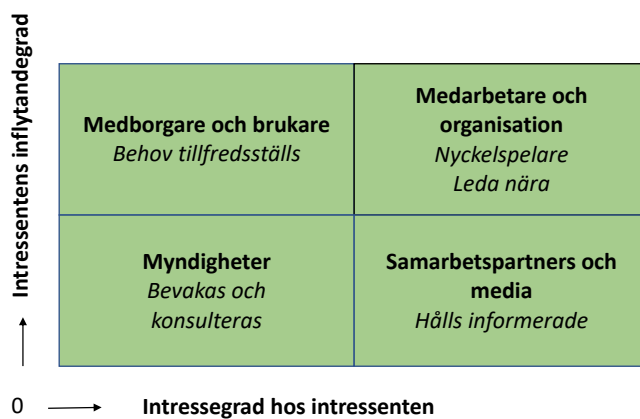 Intressentens inflytandegrad
Medborgare och brukare
Behov tillfredsställs
Medarbetare och
organisation
Nyckelspelare
Leda nära
Myndigheter
Bevakas och
konsulteras
Samarbetspartners och
media
Hålls informerade
0
Intressegrad hos intressenten